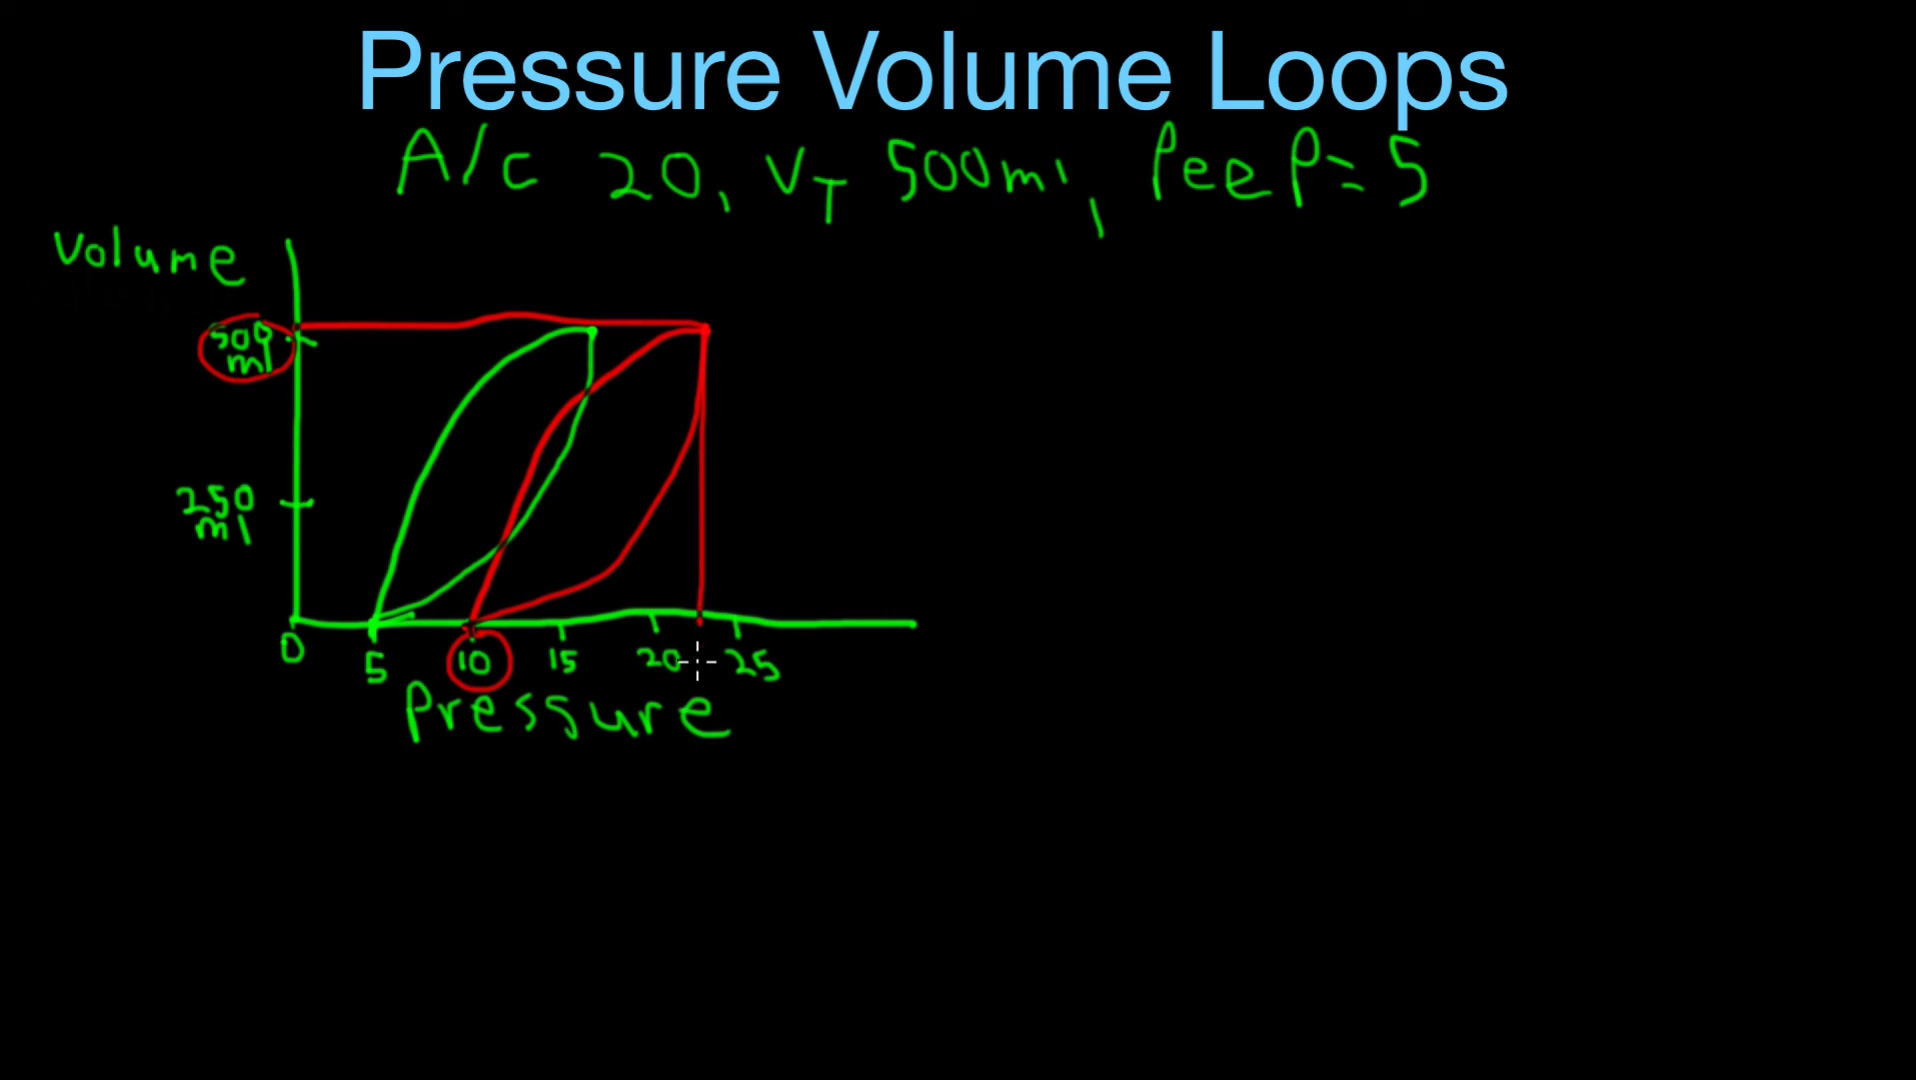 Pressure Volume Loops
A/c 20, VT 500ml, PeeP=5
Volume
500
ml
250
ml
0 5 10 15 20 25
Pressure